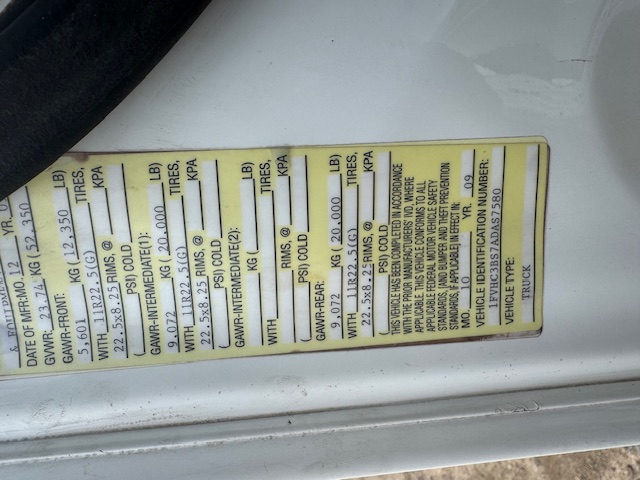 & EQUIPMENT
DATE OF MFR: MO. 12 YR.
GVWR: 23,747 KG ( 52,350 LB)
GAWR-FRONT:
5,601 KG ( 12,350 LB)
WITH 11R22.5(G) TIRES,
22.5x8.25 RIMS, @ KPA
( PSI) COLD
GAWR-INTERMEDIATE(1):
9,072 KG ( 20,000 LB)
WITH 11R22.5(G) TIRES,
22.5x8.25 RIMS, @ KPA
( PSI) COLD
GAWR-INTERMEDIATE(2):
KG ( LB)
WITH TIRES,
RIMS, @ KPA
( PSI) COLD
GAWR-REAR:
9,072 KG ( 20,000 LB)
WITH 11R22.5(G) TIRES,
22.5x8.25 RIMS, @ KPA
( PSI) COLD
THIS VEHICLE HAS BEEN COMPLETED IN ACCORDANCE
WITH THE PRIOR MANUFACTURERS' IVD, WHERE
APPLICABLE. THIS VEHICLE CONFORMS TO ALL
APPLICABLE FEDERAL MOTOR VEHICLE SAFETY
STANDARDS, [AND BUMPER AND THEFT PREVENTION
STANDARDS, IF APPLICABLE] IN EFFECT IN:
MO. 10 YR. 09
VEHICLE IDENTIFICATION NUMBER:
1FVHC3BS7ADAS7580
VEHICLE TYPE:
TRUCK